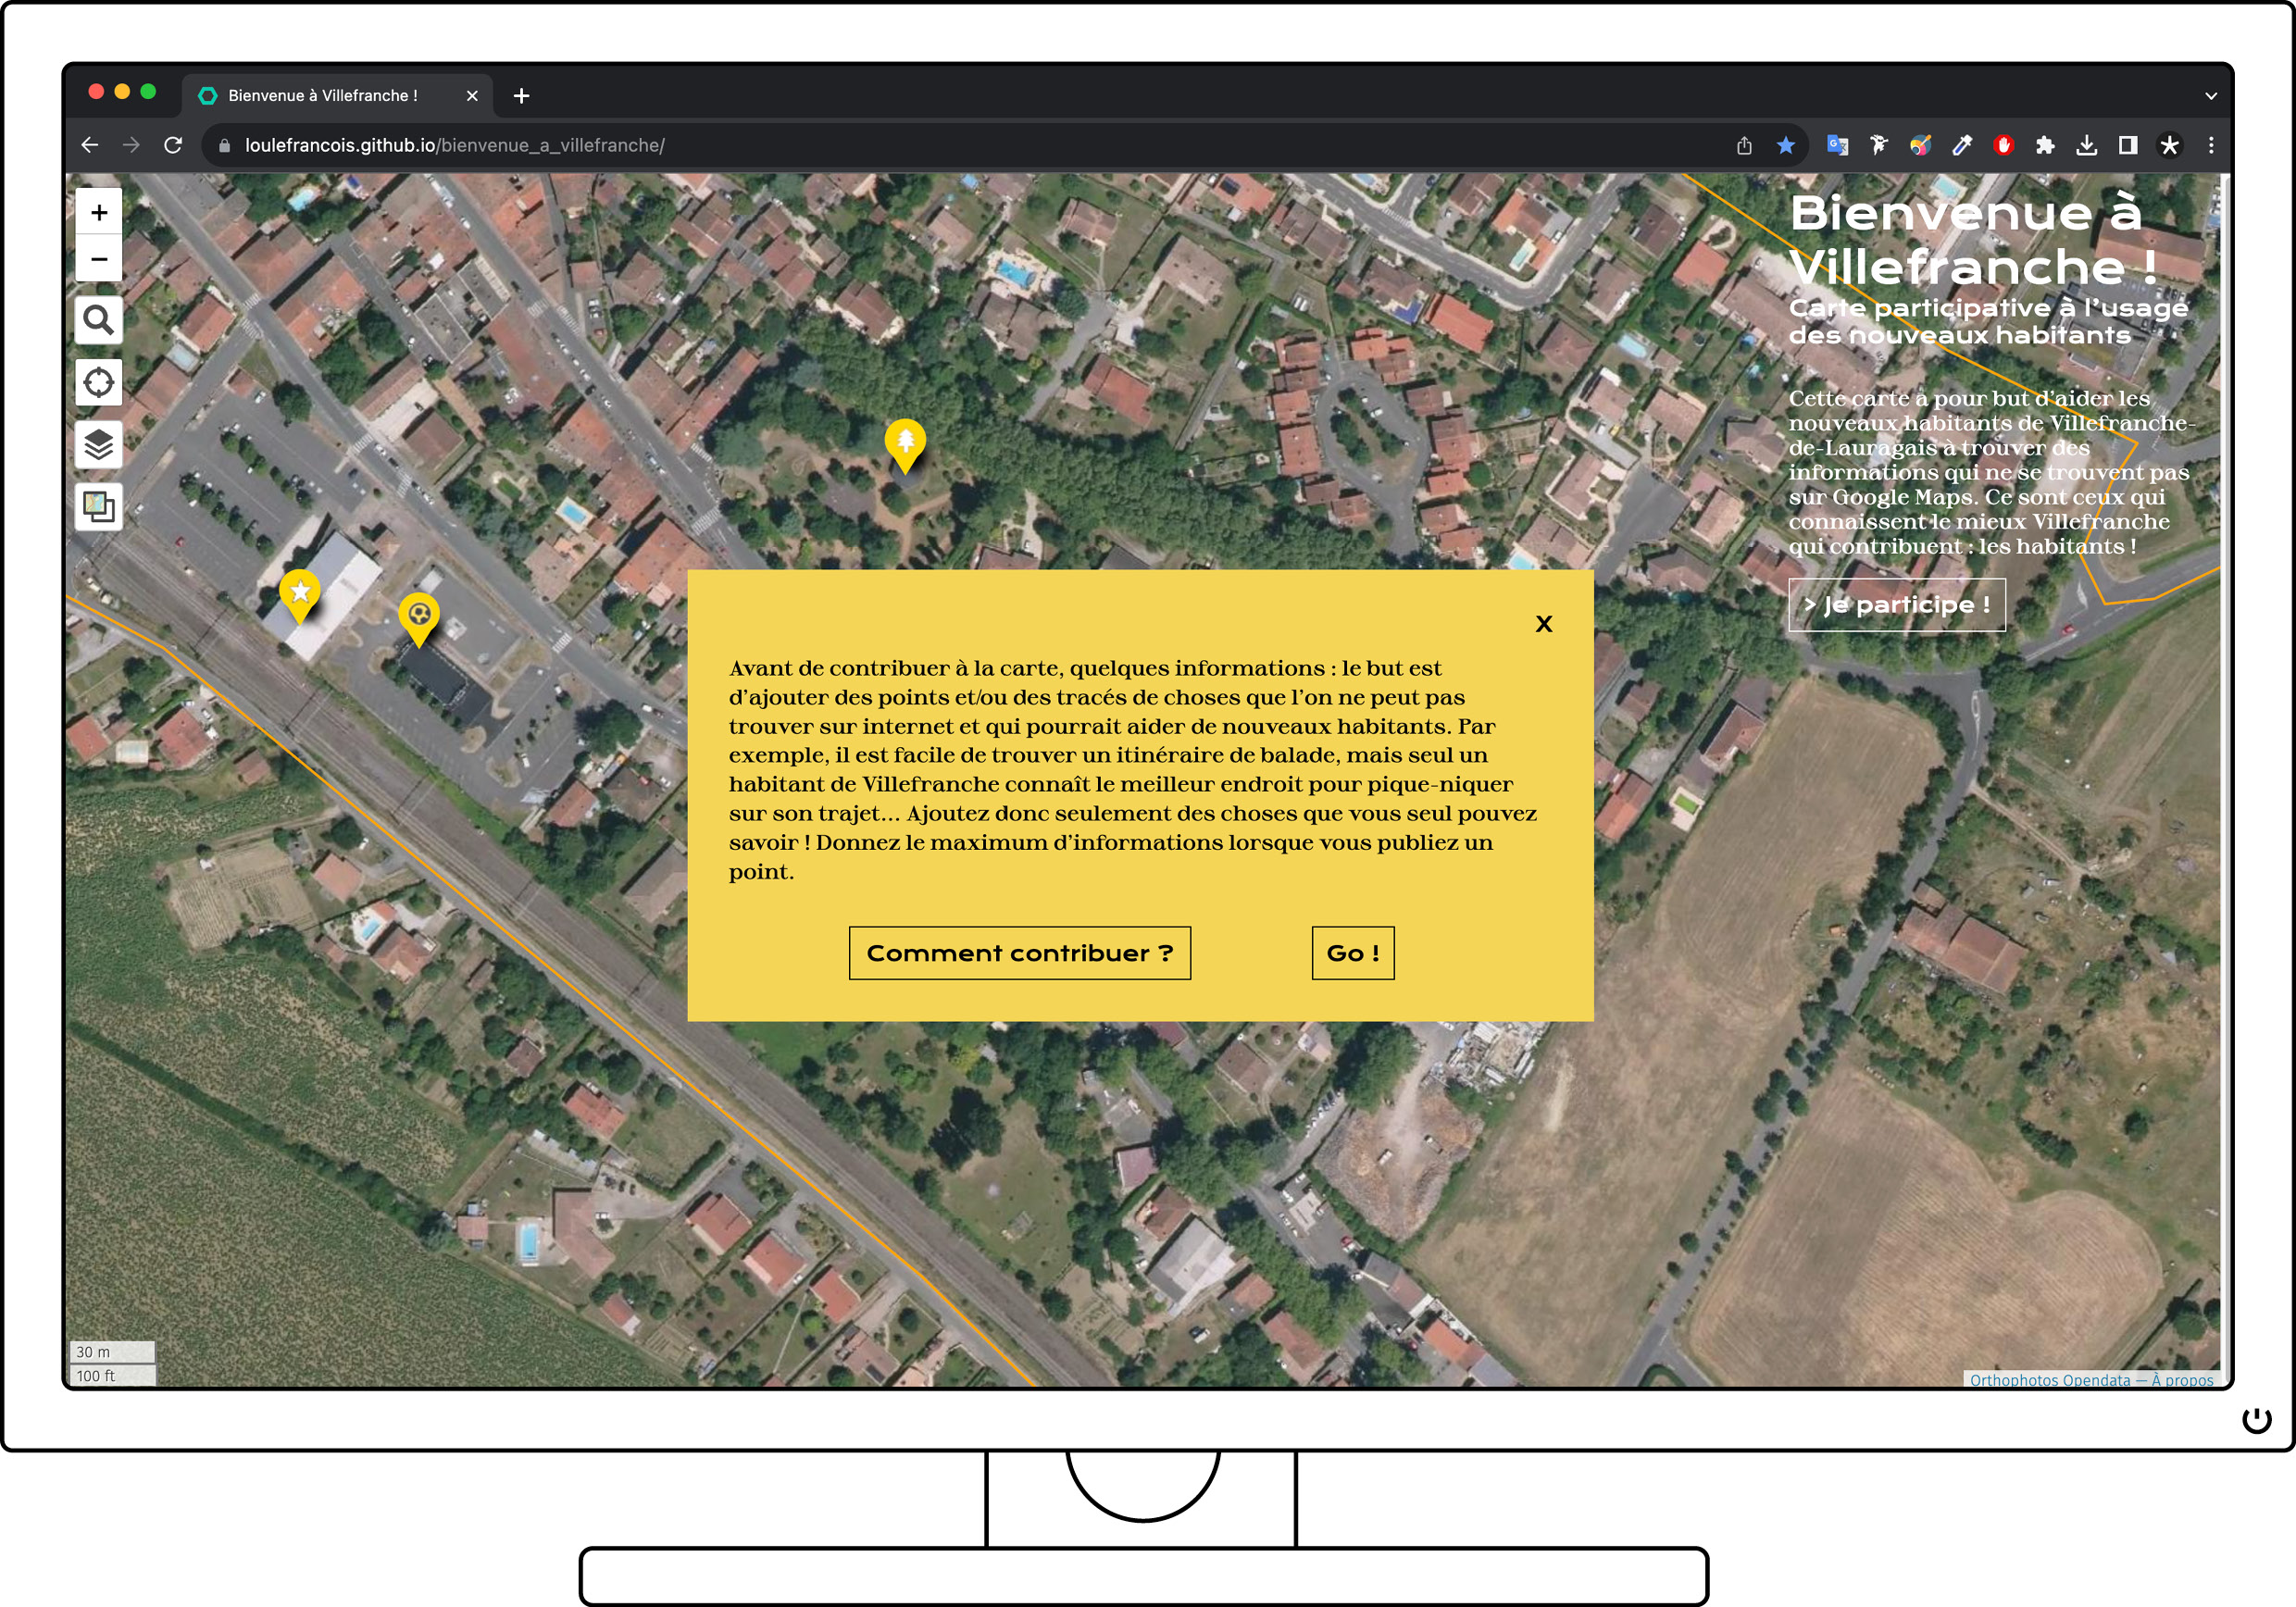 Bienvenue à Villefranche !
loulefrancois.github.io/bienvenue_a_villefranche/
+
−
Bienvenue à
Villefranche !
Carte participative à l'usage
des nouveaux habitants
Cette carte a pour but d'aider les
nouveaux habitants de Villefranche-
de-Lauragais à trouver des
informations qui ne se trouvent pas
sur Google Maps. Ce sont ceux qui
connaissent le mieux Villefranche
qui contribuent : les habitants !
> Je participe !
X
Avant de contribuer à la carte, quelques informations : le but est
d'ajouter des points et/ou des tracés de choses que l'on ne peut pas
trouver sur internet et qui pourrait aider de nouveaux habitants. Par
exemple, il est facile de trouver un itinéraire de balade, mais seul un
habitant de Villefranche connaît le meilleur endroit pour pique-niquer
sur son trajet... Ajoutez donc seulement des choses que vous seul pouvez
savoir ! Donnez le maximum d'informations lorsque vous publiez un
point.
Comment contribuer ?
Go !
30 m
100 ft
Orthophotos Opendata — À propos